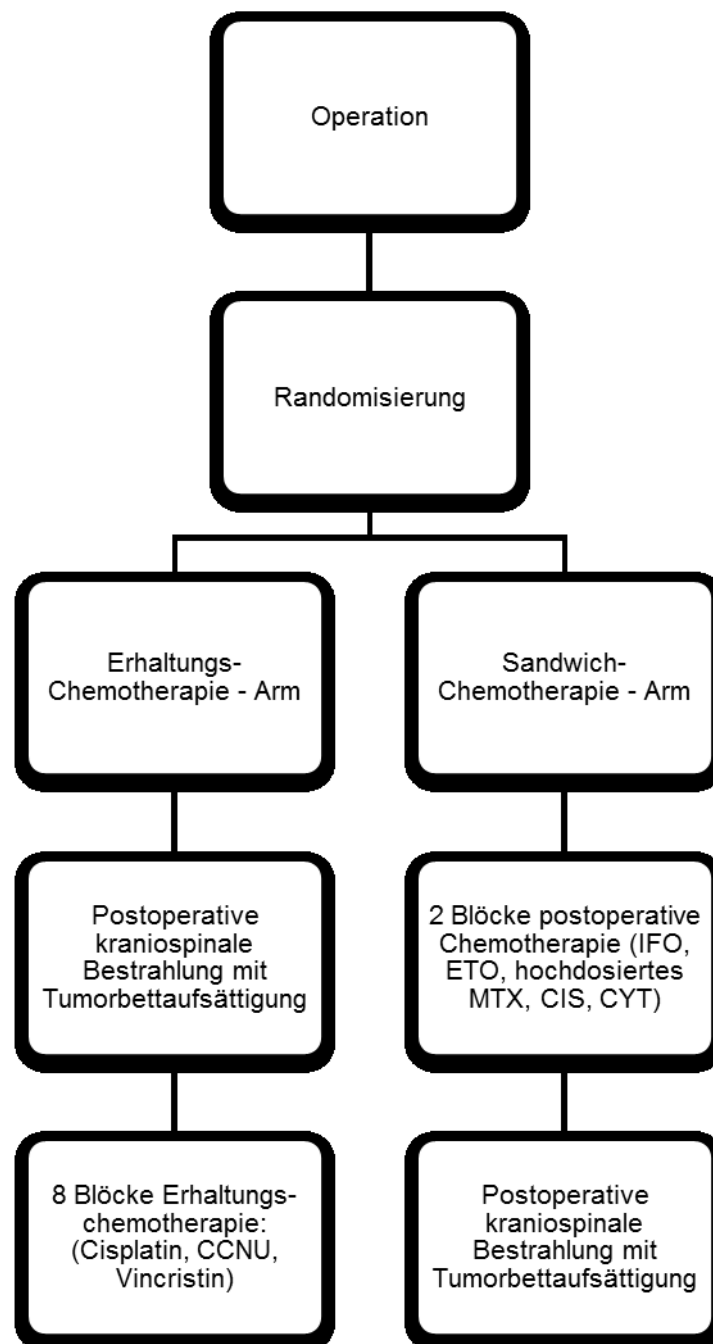 Operation
Randomisierung
Erhaltungs-
Chemotherapie - Arm
Sandwich-
Chemotherapie - Arm
Postoperative
kraniospinale
Bestrahlung mit
Tumorbettaufsättigung
2 Blöcke postoperative
Chemotherapie (IFO,
ETO, hochdosiertes
MTX, CIS, CYT)
8 Blöcke Erhaltungs-
chemotherapie:
(Cisplatin, CCNU,
Vincristin)
Postoperative
kraniospinale
Bestrahlung mit
Tumorbettaufsättigung